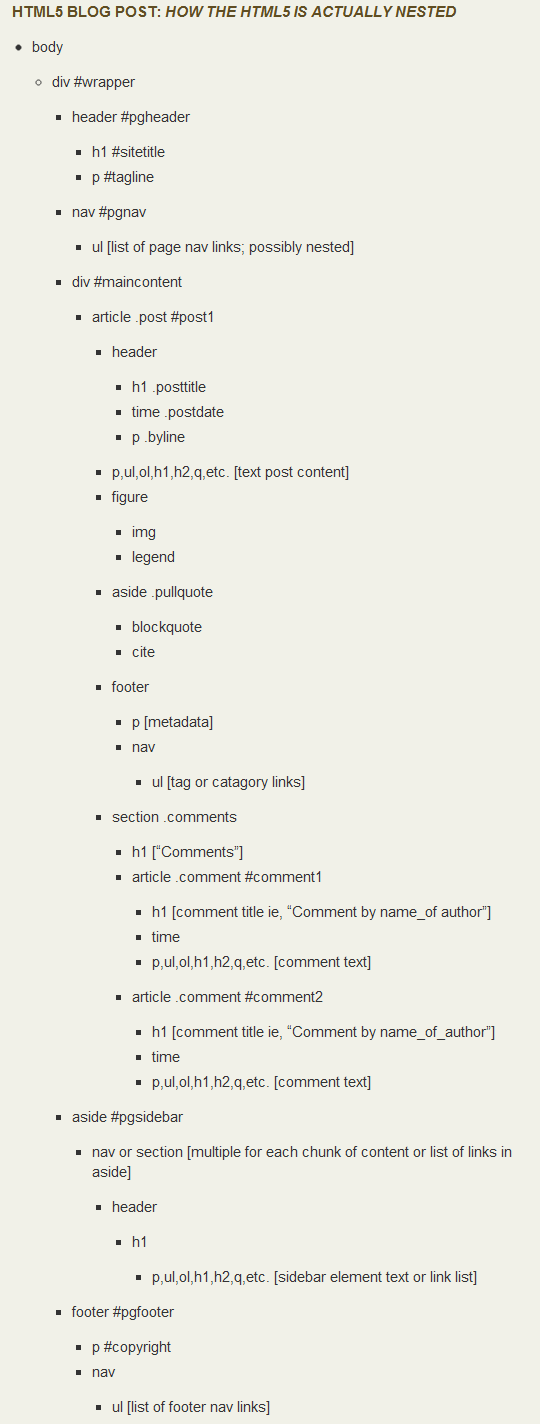 HTML5 BLOG POST: HOW THE HTML5 IS ACTUALLY NESTED
body
div #wrapper
header #pgheader
h1 #sitetitle
p #tagline
nav #pgnav
ul [list of page nav links; possibly nested]
div #maincontent
article .post #post1
header
h1 .posttitle
time .postdate
p .byline
p,ul,ol,h1,h2,q,etc. [text post content]
figure
img
legend
aside .pullquote
blockquote
cite
footer
p [metadata]
nav
ul [tag or catagory links]
section .comments
h1 [“Comments”]
article .comment #comment1
h1 [comment title ie, “Comment by name_of author”]
time
p,ul,ol,h1,h2,q,etc. [comment text]
article .comment #comment2
h1 [comment title ie, “Comment by name_of_author”]
time
p,ul,ol,h1,h2,q,etc. [comment text]
aside #pgsidebar
nav or section [multiple for each chunk of content or list of links in
aside]
header
h1
p,ul,ol,h1,h2,q,etc. [sidebar element text or link list]
footer #pgfooter
p #copyright
nav
ul [list of footer nav links]